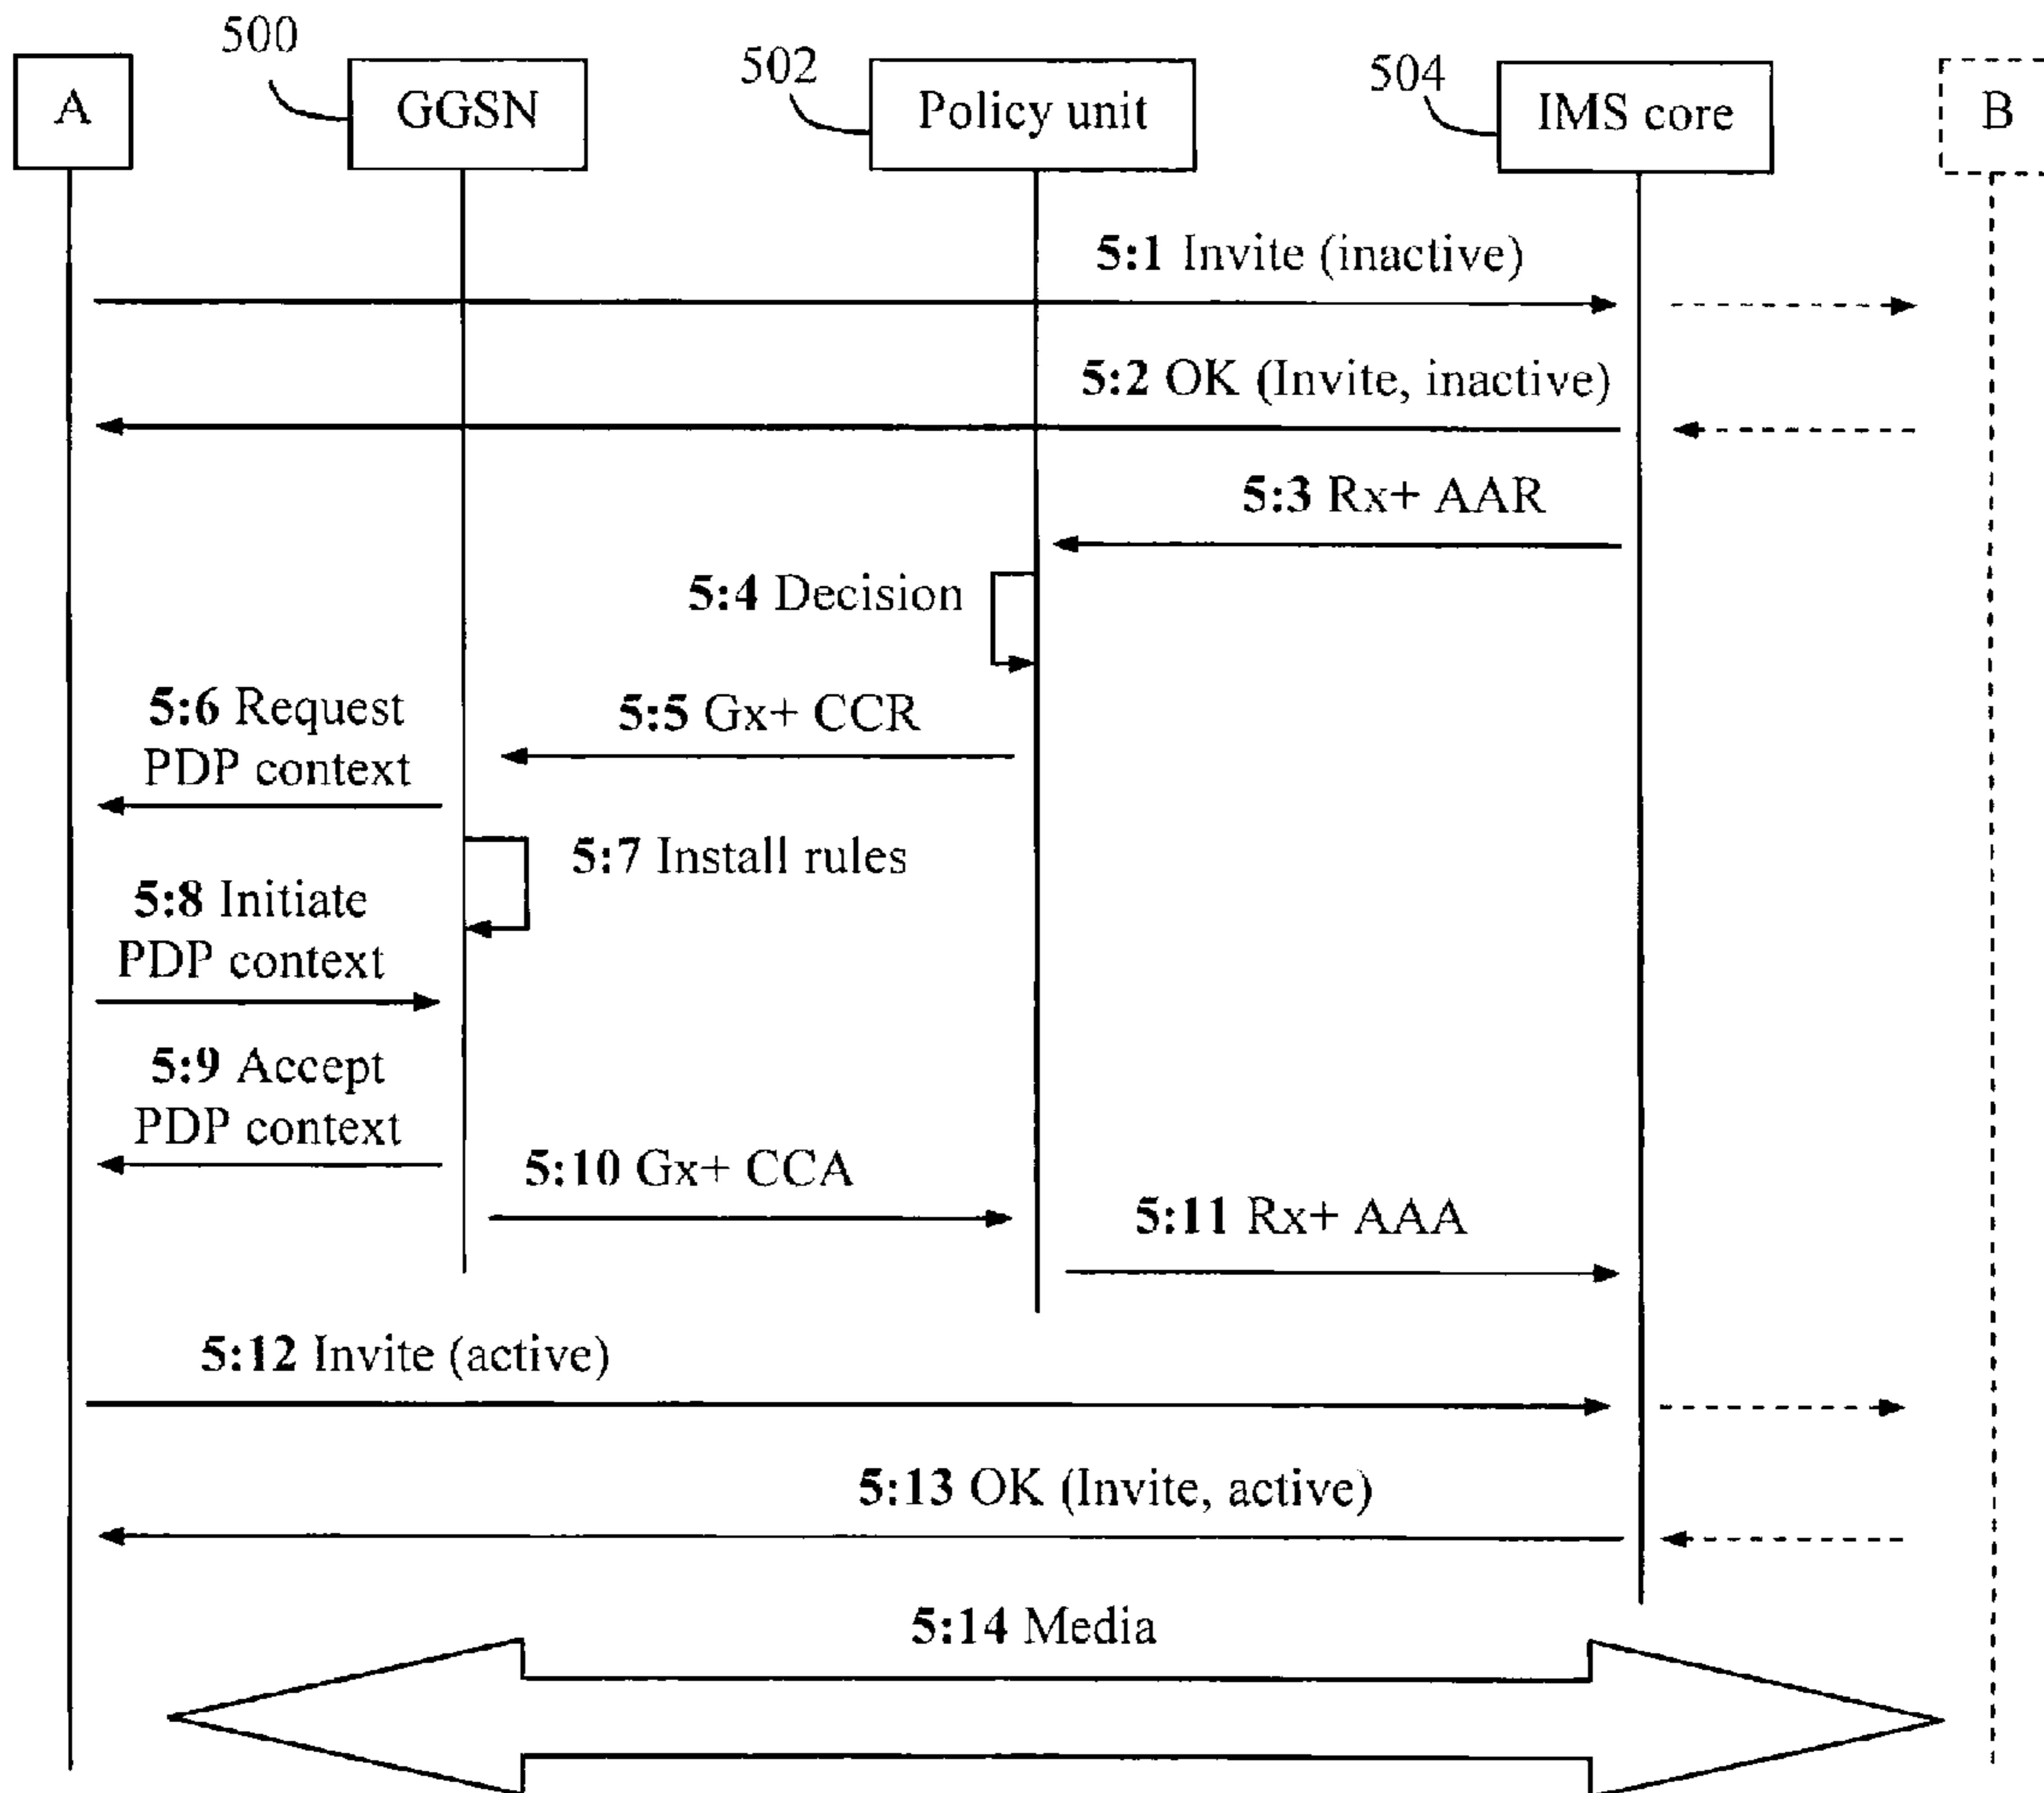 500
502
504
A
GGSN
Policy unit
IMS core
B
5:1 Invite (inactive)
5:2 OK (Invite, inactive)
5:3 Rx+ AAR
5:4 Decision
5:5 Gx+ CCR
5:6 Request
PDP context
5:7 Install rules
5:8 Initiate
PDP context
5:9 Accept
PDP context
5:10 Gx+ CCA
5:11 Rx+ AAA
5:12 Invite (active)
5:13 OK (Invite, active)
5:14 Media